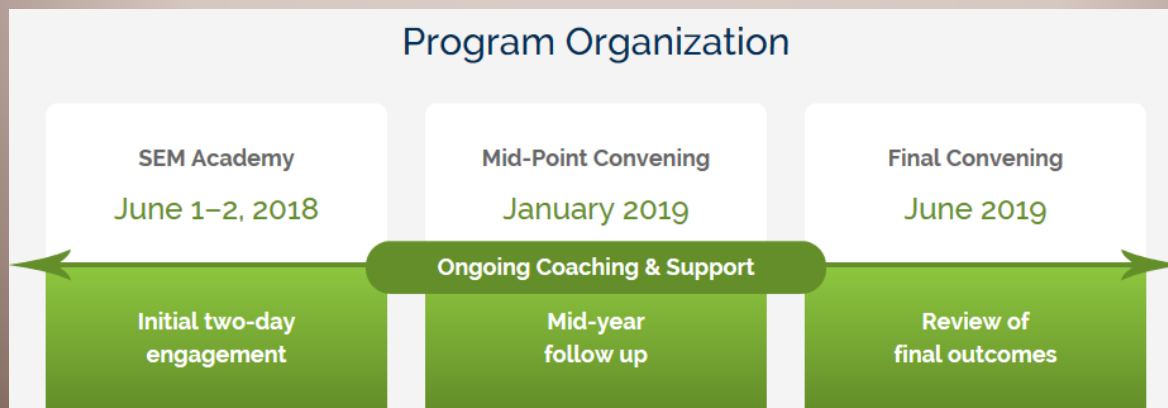 Program Organization
SEM Academy
June 1–2, 2018
Mid-Point Convening
January 2019
Final Convening
June 2019
Ongoing Coaching & Support
Initial two-day
engagement
Mid-year
follow up
Review of
final outcomes